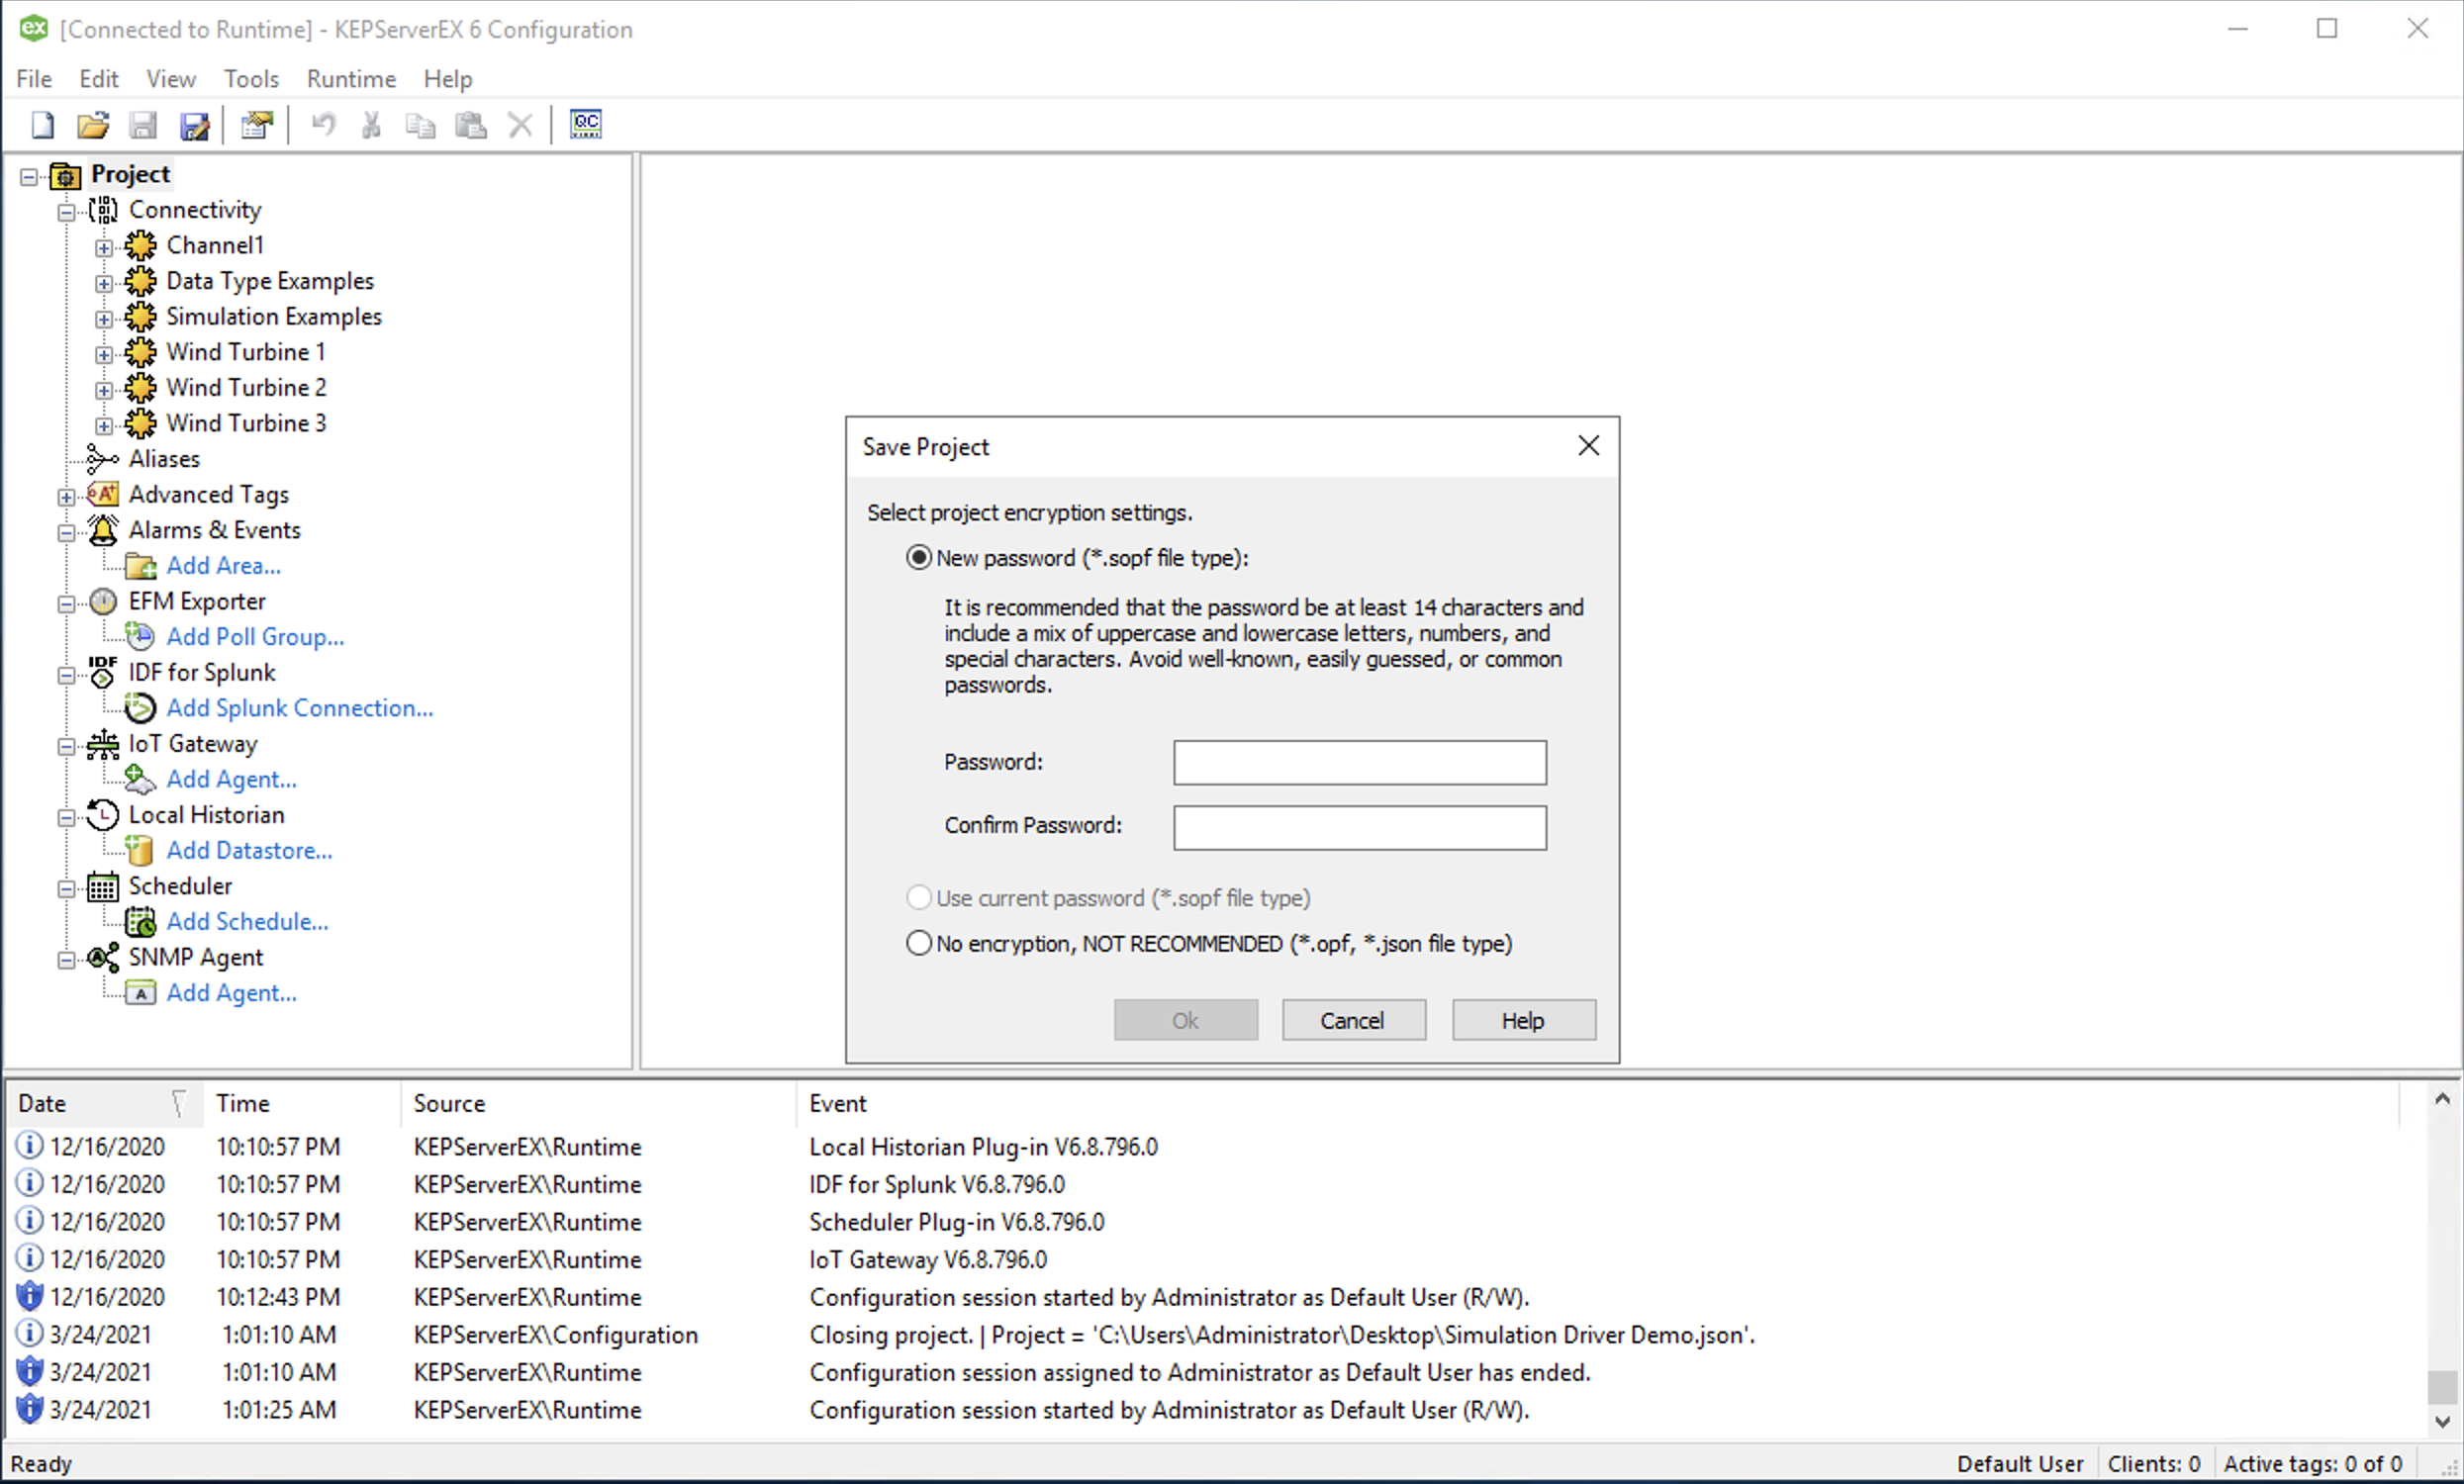 [Connected to Runtime] - KEPServerEX 6 Configuration
File Edit View Tools Runtime Help
Project
Connectivity
Channel1
Data Type Examples
Simulation Examples
Wind Turbine 1
Wind Turbine 2
Wind Turbine 3
Aliases
Advanced Tags
Alarms & Events
Add Area...
EFM Exporter
Add Poll Group...
IDF for Splunk
Add Splunk Connection...
IoT Gateway
Add Agent...
Local Historian
Add Datastore...
Scheduler
Add Schedule...
SNMP Agent
Add Agent...
Save Project
Select project encryption settings.
New password (*.sopf file type):
It is recommended that the password be at least 14 characters and
include a mix of uppercase and lowercase letters, numbers, and
special characters. Avoid well-known, easily guessed, or common
passwords.
Password:
Confirm Password:
Use current password (*.sopf file type)
No encryption, NOT RECOMMENDED (*.opf, *.json file type)
Ok Cancel Help
Date Time Source Event
12/16/2020 10:10:57 PM KEPServerEX\Runtime Local Historian Plug-in V6.8.796.0
12/16/2020 10:10:57 PM KEPServerEX\Runtime IDF for Splunk V6.8.796.0
12/16/2020 10:10:57 PM KEPServerEX\Runtime Scheduler Plug-in V6.8.796.0
12/16/2020 10:10:57 PM KEPServerEX\Runtime IoT Gateway V6.8.796.0
12/16/2020 10:12:43 PM KEPServerEX\Runtime Configuration session started by Administrator as Default User (R/W).
3/24/2021 1:01:10 AM KEPServerEX\Configuration Closing project. | Project = 'C:\Users\Administrator\Desktop\Simulation Driver Demo.json'.
3/24/2021 1:01:10 AM KEPServerEX\Runtime Configuration session assigned to Administrator as Default User has ended.
3/24/2021 1:01:25 AM KEPServerEX\Runtime Configuration session started by Administrator as Default User (R/W).
Ready Default User Clients: 0 Active tags: 0 of 0